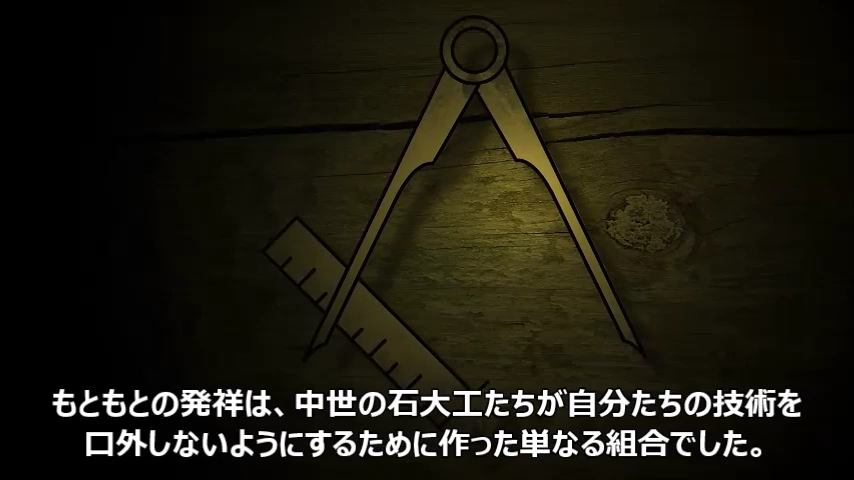 もともとの発祥は、中世の石大工たちが自分たちの技術を
口外しないようにするために作った単なる組合でした。